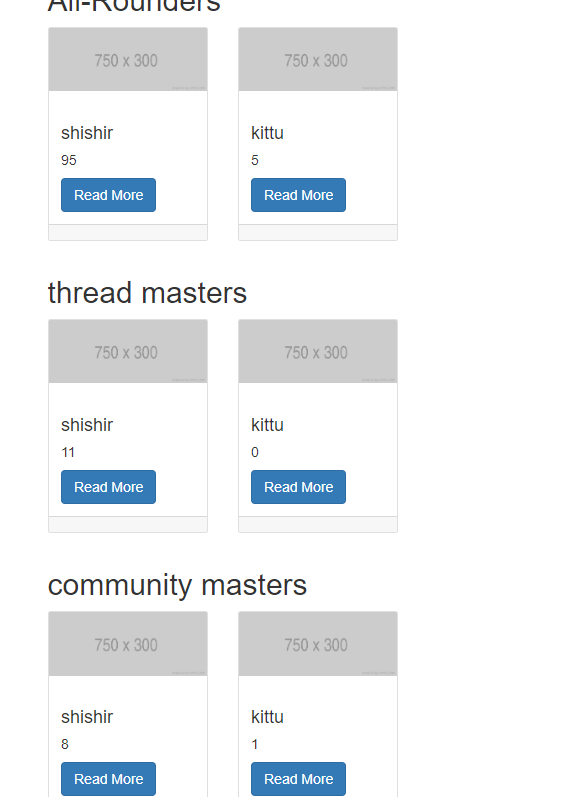 All-Rounders
750 x 300
750 x 300
shishir
kittu
95
5
Read More
Read More
thread masters
750 x 300
750 x 300
shishir
kittu
11
0
Read More
Read More
community masters
750 x 300
750 x 300
shishir
kittu
8
1
Read More
Read More